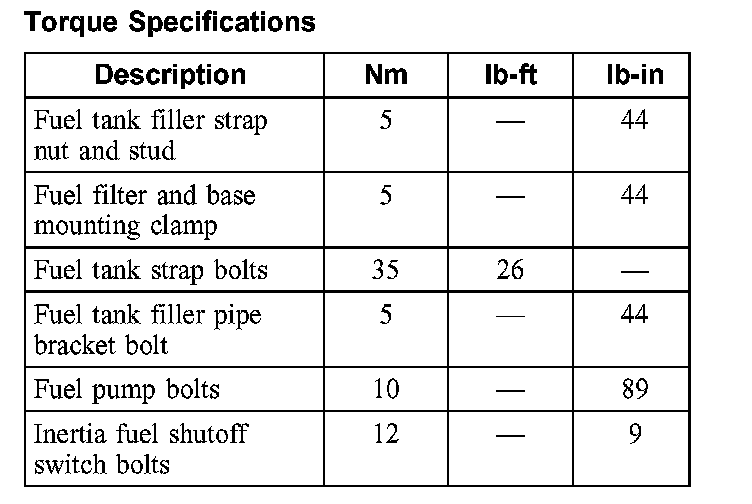 Torque Specifications
Description Nm lb-ft lb-in
Fuel tank filler strap 5 — 44
nut and stud
Fuel filter and base 5 — 44
mounting clamp
Fuel tank strap bolts 35 26 —
Fuel tank filler pipe 5 — 44
bracket bolt
Fuel pump bolts 10 — 89
Inertia fuel shutoff 12 — 9
switch bolts